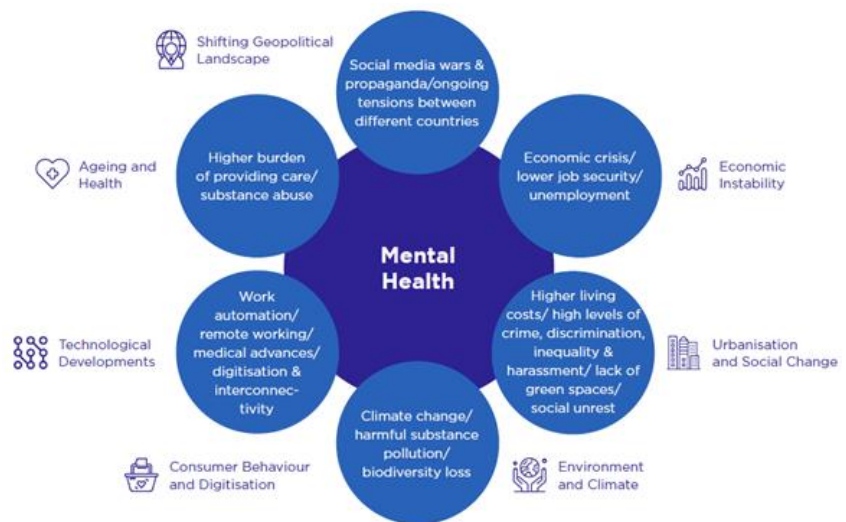 Shifting Geopolitical
Landscape
Social media wars &
propaganda/ongoing
tensions between
different countries
Ageing and
Health
Higher burden
of providing care/
substance abuse
Economic crisis/
lower job security/
unemployment
Economic
Instability
Mental
Health
Technological
Developments
Work
automation/
remote working/
medical advances/
digitisation &
interconnec-
tivity
Higher living
costs/ high levels of
crime, discrimination,
inequality &
harassment/ lack of
green spaces/
social unrest
Urbanisation
and Social Change
Consumer Behaviour
and Digitisation
Climate change/
harmful substance
pollution/
biodiversity loss
Environment
and Climate